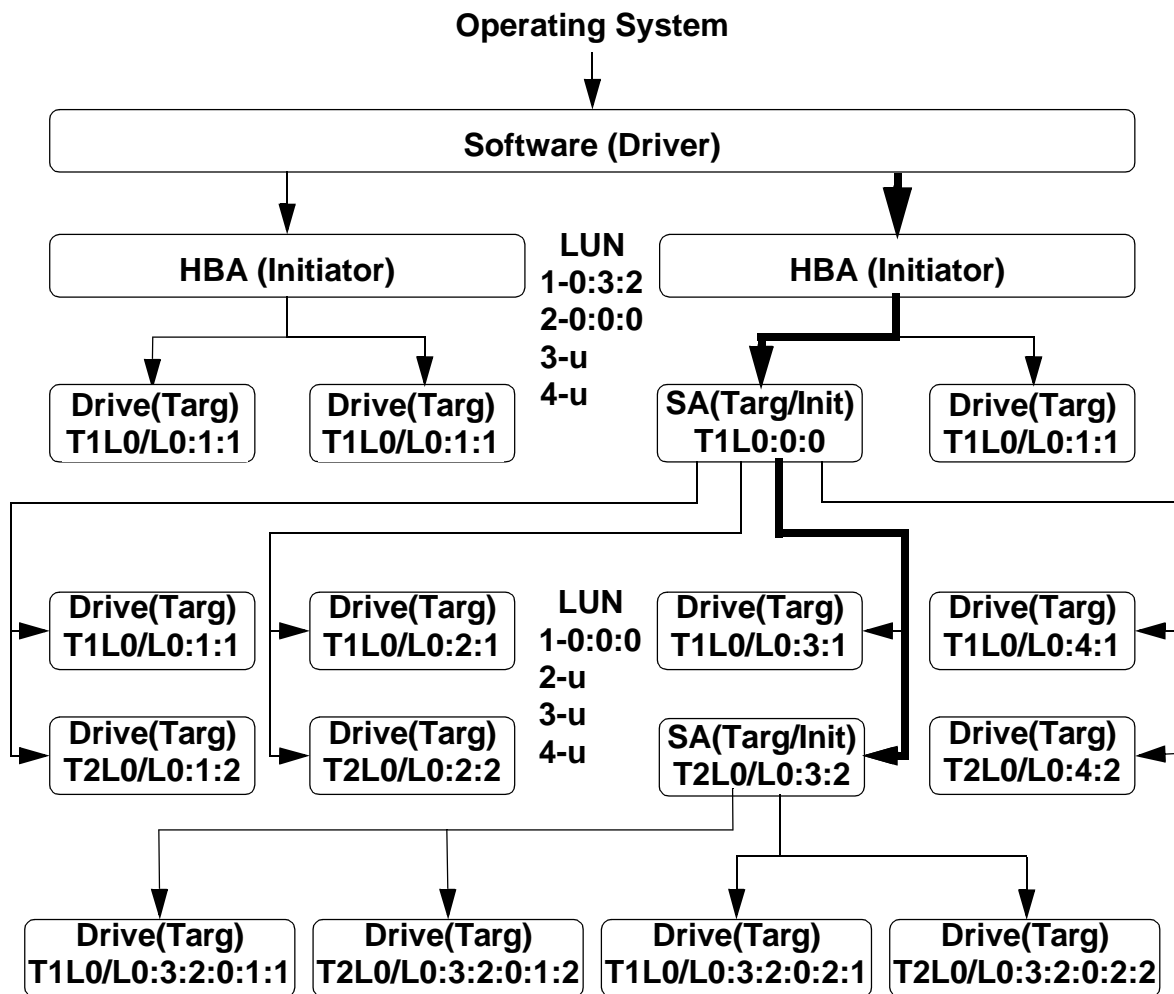 Operating System
Software (Driver)
HBA (Initiator)
LUN
1-0:3:2
2-0:0:0
3-u
4-u
HBA (Initiator)
Drive(Targ)
T1L0/L0:1:1
Drive(Targ)
T1L0/L0:1:1
SA(Targ/Init)
T1L0:0:0
Drive(Targ)
T1L0/L0:1:1
Drive(Targ)
T1L0/L0:1:1
Drive(Targ)
T1L0/L0:2:1
LUN
1-0:0:0
2-u
3-u
4-u
Drive(Targ)
T1L0/L0:3:1
Drive(Targ)
T1L0/L0:4:1
Drive(Targ)
T2L0/L0:1:2
Drive(Targ)
T2L0/L0:2:2
SA(Targ/Init)
T2L0/L0:3:2
Drive(Targ)
T2L0/L0:4:2
Drive(Targ)
T1L0/L0:3:2:0:1:1
Drive(Targ)
T2L0/L0:3:2:0:1:2
Drive(Targ)
T1L0/L0:3:2:0:2:1
Drive(Targ)
T2L0/L0:3:2:0:2:2